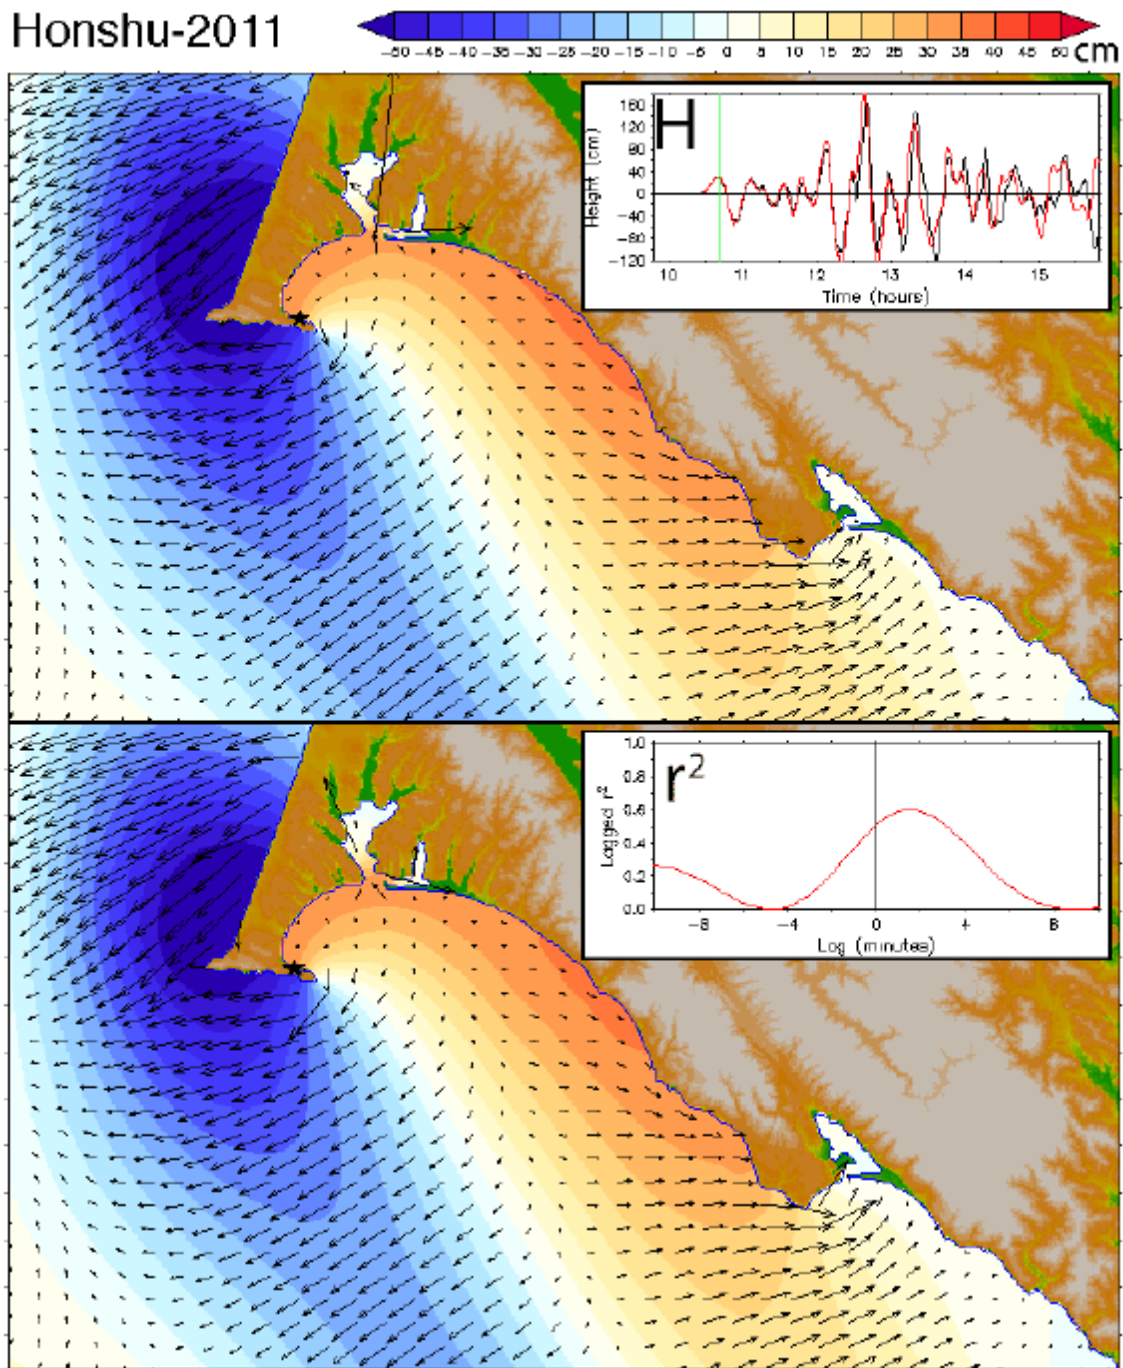 Honshu-2011
-50 -45 -40 -35 -30 -25 -20 -15 -10 -5 0 5 10 15 20 25 30 35 40 45 50 cm
H
Height (cm)
160
120
80
40
0
-40
-80
-120
10 11 12 13 14 15
Time (hours)
r²
Lagged r²
1.0
0.8
0.6
0.4
0.2
0.0
-8 -4 0 4 8
Log (minutes)